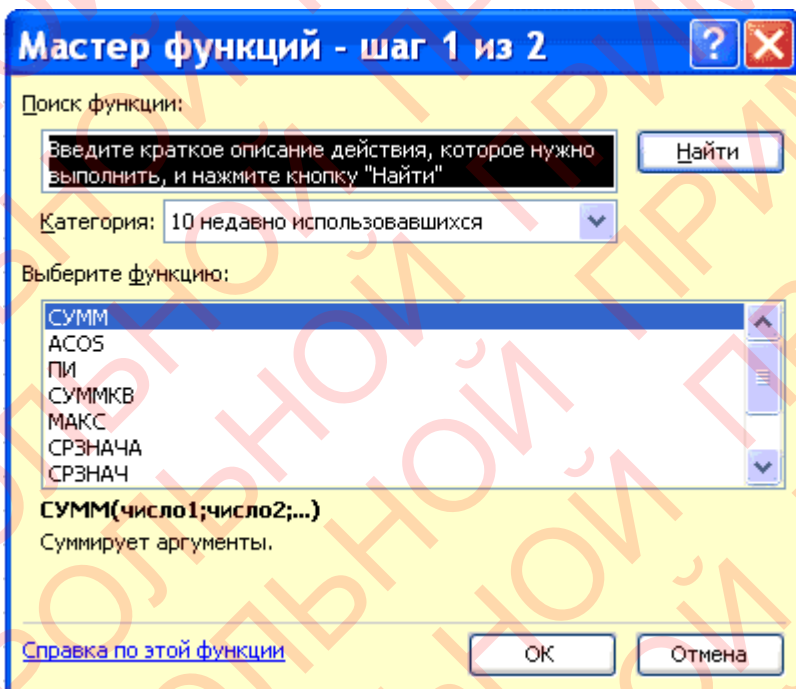 Мастер функций - шаг 1 из 2
Поиск функции:
Введите краткое описание действия, которое нужно
выполнить, и нажмите кнопку "Найти"
Найти
Категория: 10 недавно использовавшихся
Выберите функцию:
СУММ
ACOS
ПИ
СУММКВ
МАКС
СРЗНАЧА
СРЗНАЧ
СУММ(число1;число2;...)
Суммирует аргументы.
Справка по этой функции
ОК
Отмена